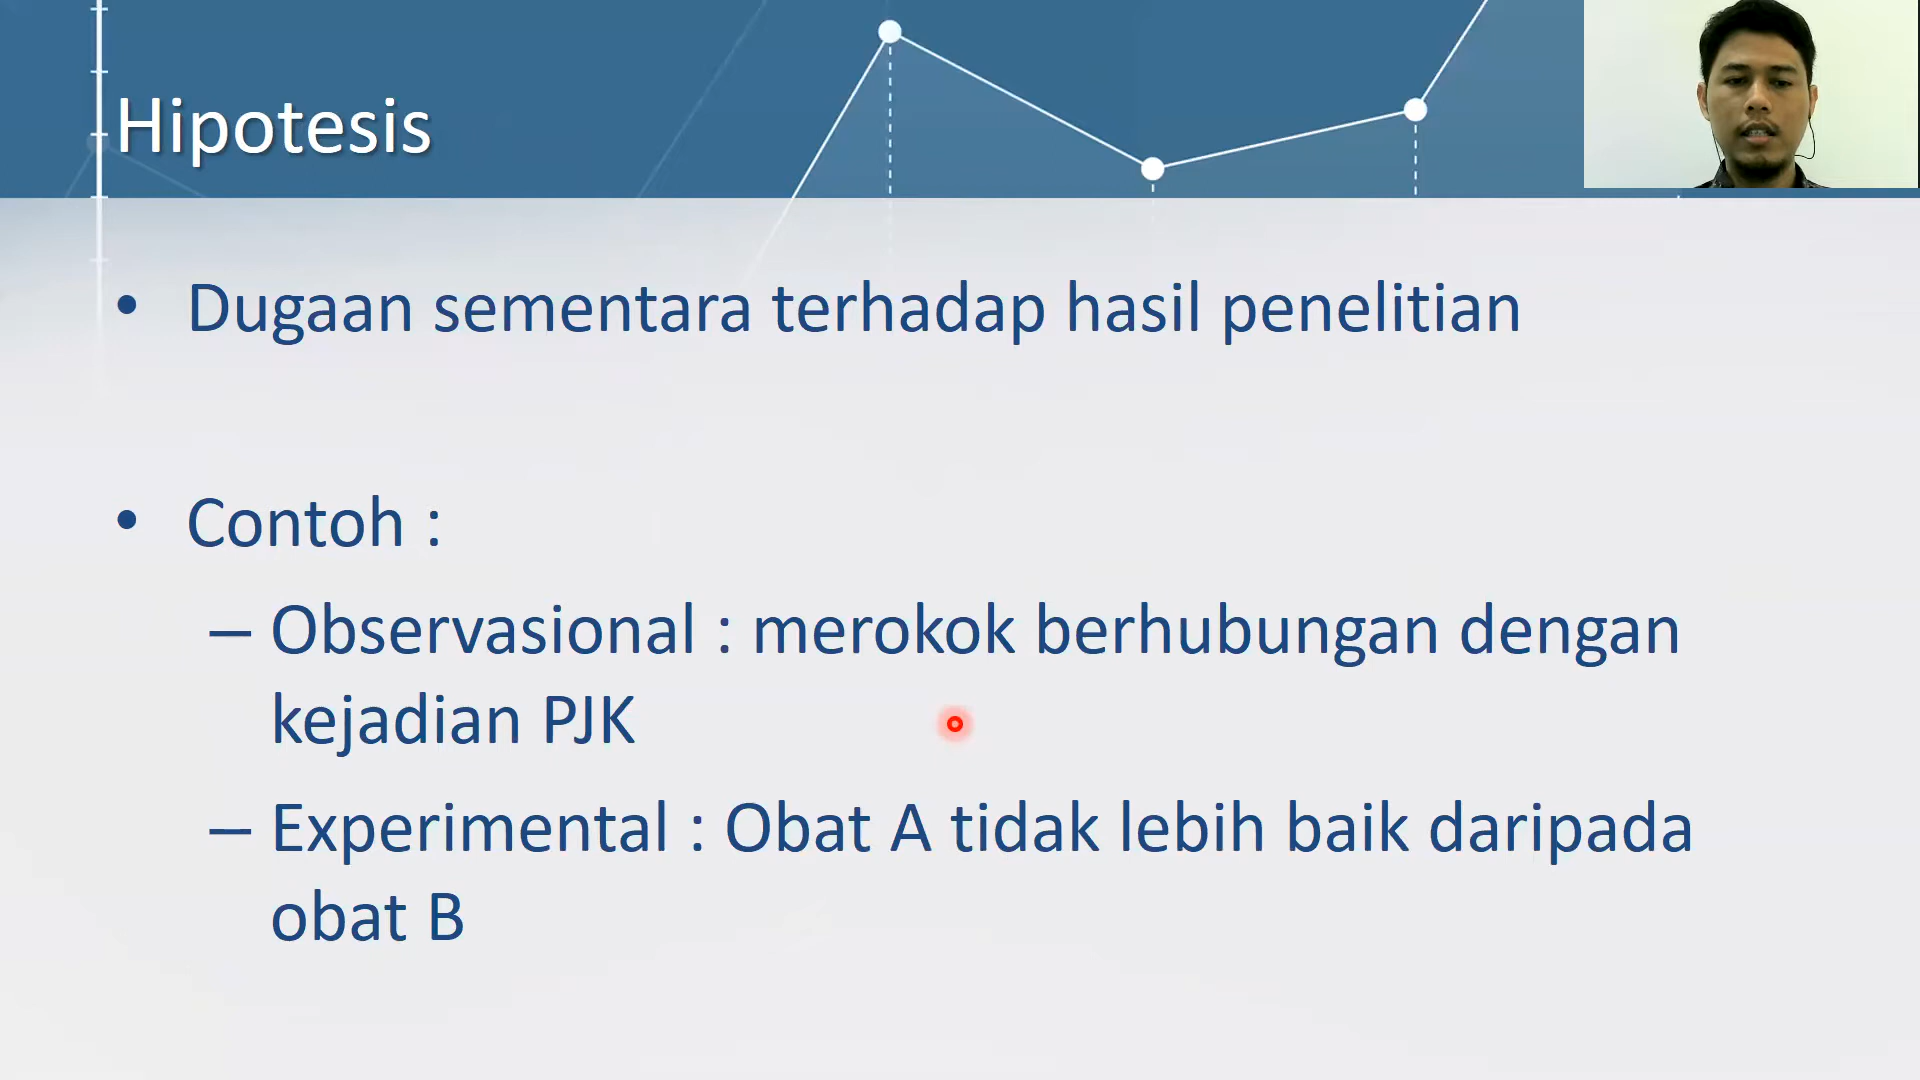 Hipotesis
• Dugaan sementara terhadap hasil penelitian
• Contoh :
– Observasional : merokok berhubungan dengan
kejadian PJK
– Experimental : Obat A tidak lebih baik daripada
obat B